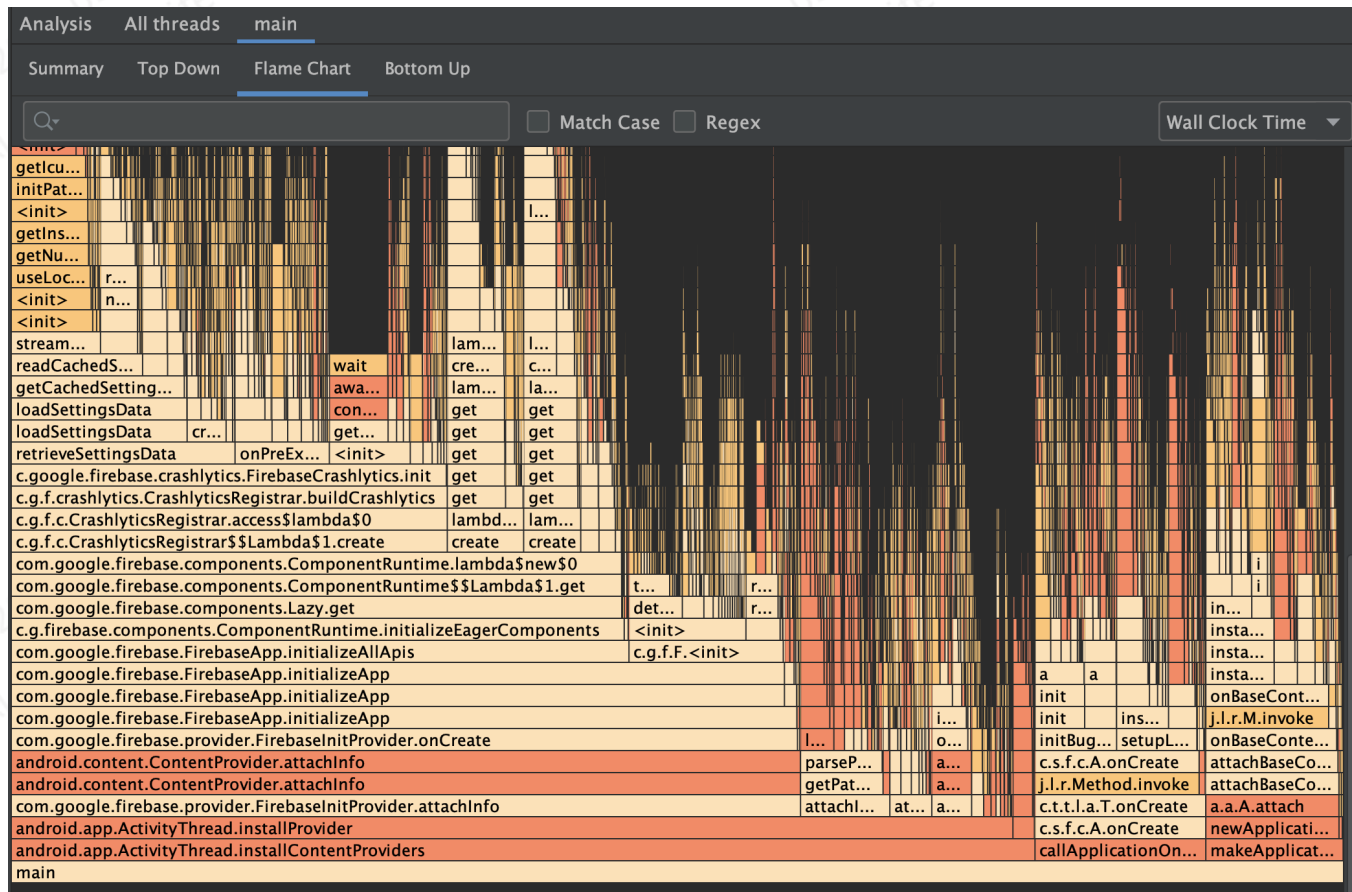 Analysis All threads main
Summary Top Down Flame Chart Bottom Up
Match Case Regex Wall Clock Time
<init>
getIcu...
initPat...
<init> l...
getIns...
getNu...
useLoc... r...
<init> n...
<init>
stream... lam... l...
readCachedS... wait cre... c...
getCachedSetting... awa... lam... la...
loadSettingsData con... get get
loadSettingsData cr... get... get get
retrieveSettingsData onPreEx... <init> get get
c.google.firebase.crashlytics.FirebaseCrashlytics.init get get
c.g.f.crashlytics.CrashlyticsRegistrar.buildCrashlytics get get
c.g.f.c.CrashlyticsRegistrar.access$lambda$0 lambd... lam...
c.g.f.c.CrashlyticsRegistrar$$Lambda$1.create create create
com.google.firebase.components.ComponentRuntime.lambda$new$0 i
com.google.firebase.components.ComponentRuntime$$Lambda$1.get t... r... i
com.google.firebase.components.Lazy.get det... r... in...
c.g.firebase.components.ComponentRuntime.initializeEagerComponents <init> insta...
com.google.firebase.FirebaseApp.initializeAllApis c.g.f.F.<init> insta...
com.google.firebase.FirebaseApp.initializeApp a a insta...
com.google.firebase.FirebaseApp.initializeApp init onBaseCont...
com.google.firebase.FirebaseApp.initializeApp i... init ins... j.l.r.M.invoke
com.google.firebase.provider.FirebaseInitProvider.onCreate l... o... initBug... setupL... onBaseConte...
android.content.ContentProvider.attachInfo parseP... a... c.s.f.c.A.onCreate attachBaseCo...
android.content.ContentProvider.attachInfo getPat... a... j.l.r.Method.invoke attachBaseCo...
com.google.firebase.provider.FirebaseInitProvider.attachInfo attachI... at... a... c.t.t.l.a.T.onCreate a.a.A.attach
android.app.ActivityThread.installProvider c.s.f.c.A.onCreate newApplicati...
android.app.ActivityThread.installContentProviders callApplicationOn... makeApplicat...
main